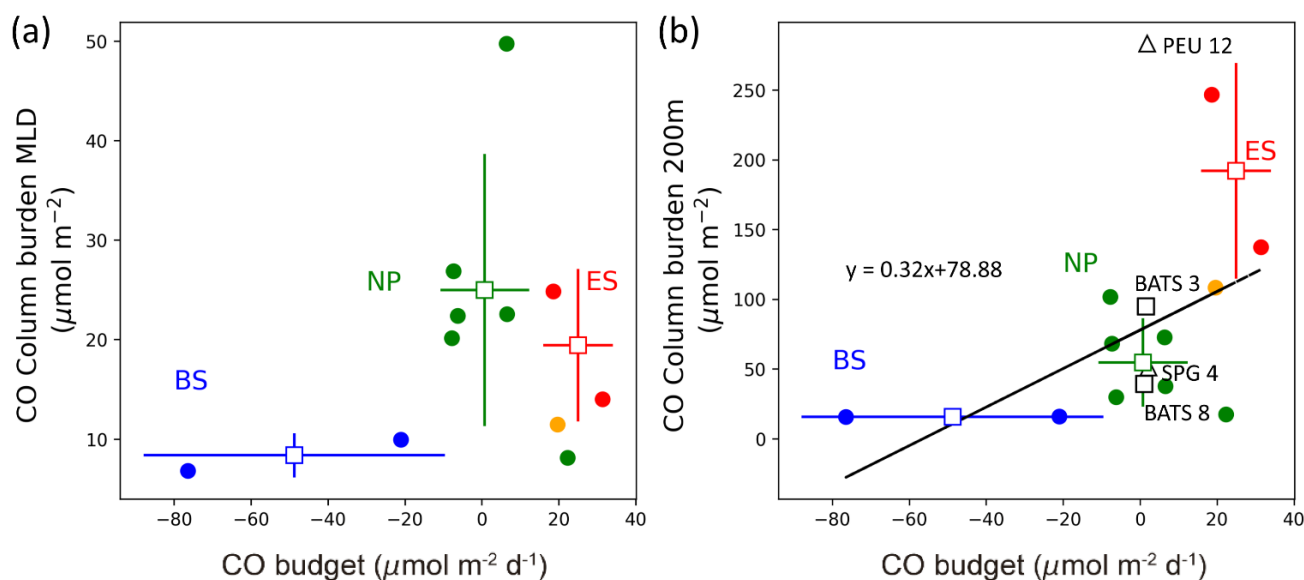 (a)
CO Column burden MLD
(μmol m⁻²)
50
40
30
20
10
NP
ES
BS
−80
−60
−40
−20
0
20
40
CO budget (μmol m⁻² d⁻¹)
(b)
CO Column burden 200m
(μmol m⁻²)
250
200
150
100
50
0
PEU 12
ES
y = 0.32x+78.88
NP
BATS 3
BS
SPG 4
BATS 8
−80
−60
−40
−20
0
20
40
CO budget (μmol m⁻² d⁻¹)